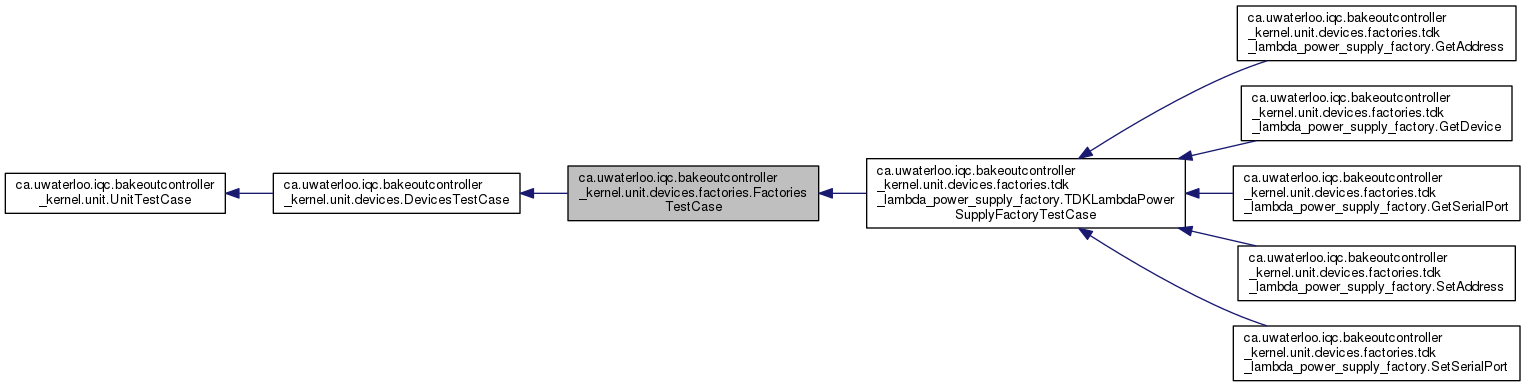 ca.uwaterloo.iqc.bakeoutcontroller
_kernel.unit.UnitTestCase
ca.uwaterloo.iqc.bakeoutcontroller
_kernel.unit.devices.DevicesTestCase
ca.uwaterloo.iqc.bakeoutcontroller
_kernel.unit.devices.factories.Factories
TestCase
ca.uwaterloo.iqc.bakeoutcontroller
_kernel.unit.devices.factories.tdk
_lambda_power_supply_factory.TDKLambdaPower
SupplyFactoryTestCase
ca.uwaterloo.iqc.bakeoutcontroller
_kernel.unit.devices.factories.tdk
_lambda_power_supply_factory.GetAddress
ca.uwaterloo.iqc.bakeoutcontroller
_kernel.unit.devices.factories.tdk
_lambda_power_supply_factory.GetDevice
ca.uwaterloo.iqc.bakeoutcontroller
_kernel.unit.devices.factories.tdk
_lambda_power_supply_factory.GetSerialPort
ca.uwaterloo.iqc.bakeoutcontroller
_kernel.unit.devices.factories.tdk
_lambda_power_supply_factory.SetAddress
ca.uwaterloo.iqc.bakeoutcontroller
_kernel.unit.devices.factories.tdk
_lambda_power_supply_factory.SetSerialPort